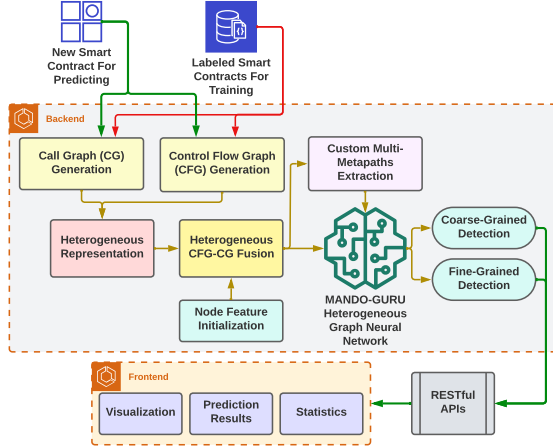 New Smart
Contract For
Predicting
Labeled Smart
Contracts For
Training
Backend
Call Graph (CG)
Generation
Control Flow Graph
(CFG) Generation
Custom Multi-
Metapaths
Extraction
Heterogeneous
Representation
Heterogeneous
CFG-CG Fusion
Coarse-Grained
Detection
Fine-Grained
Detection
Node Feature
Initialization
MANDO-GURU
Heterogeneous
Graph Neural
Network
Frontend
Visualization
Prediction
Results
Statistics
RESTful
APIs